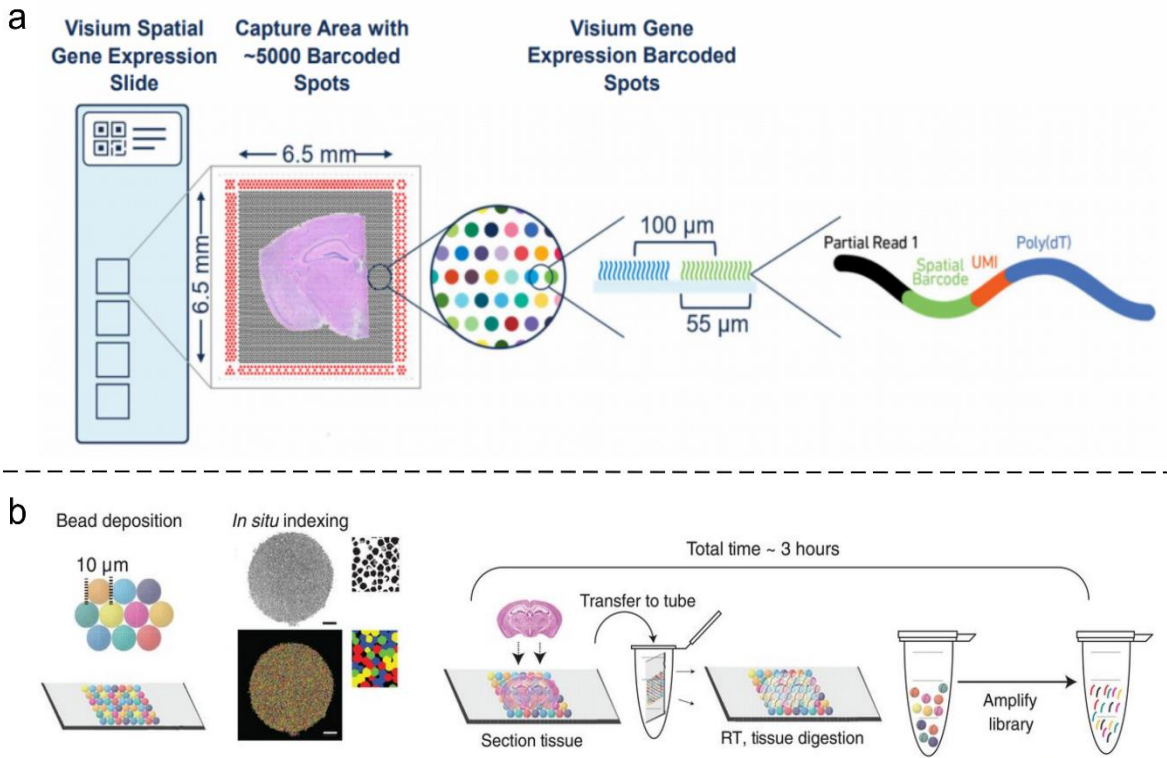 a
Visium Spatial
Gene Expression
Slide
Capture Area with
~5000 Barcoded
Spots
Visium Gene
Expression Barcoded
Spots
6.5 mm
6.5 mm
100 µm
55 µm
Partial Read 1
Spatial
Barcode
UMI
Poly(dT)
b
Bead deposition
10 µm
In situ indexing
Total time ~ 3 hours
Transfer to tube
Section tissue
RT, tissue digestion
Amplify
library